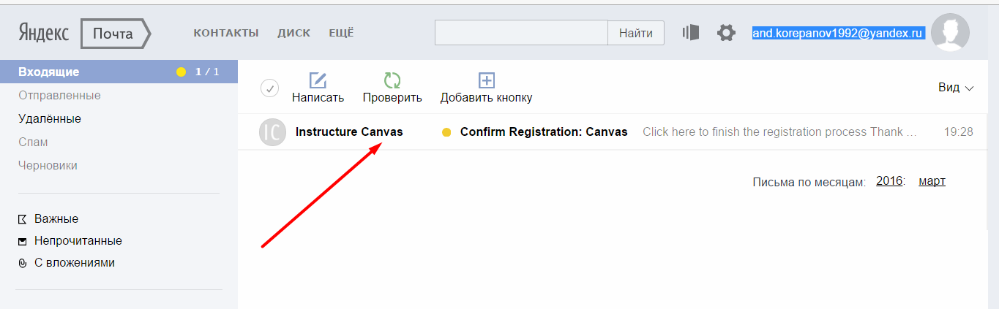 Яндекс Почта КОНТАКТЫ ДИСК ЕЩЁ Найти and.korepanov1992@yandex.ru
Входящие 1 / 1
Отправленные
Удалённые
Спам
Черновики
Важные
Непрочитанные
С вложениями
Написать Проверить Добавить кнопку Вид
IC Instructure Canvas Confirm Registration: Canvas Click here to finish the registration process Thank ... 19:28
Письма по месяцам: 2016: март